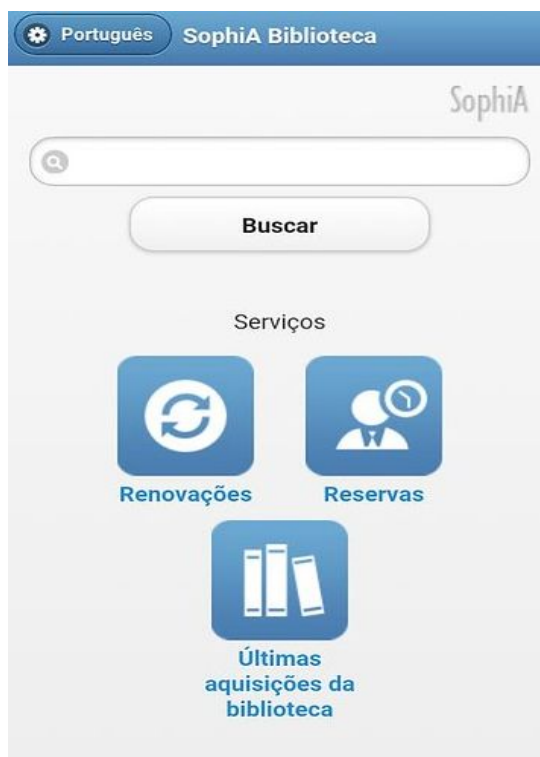 Português
SophiA Biblioteca
SophiA
Buscar
Serviços
Renovações
Reservas
Últimas
aquisições da
biblioteca